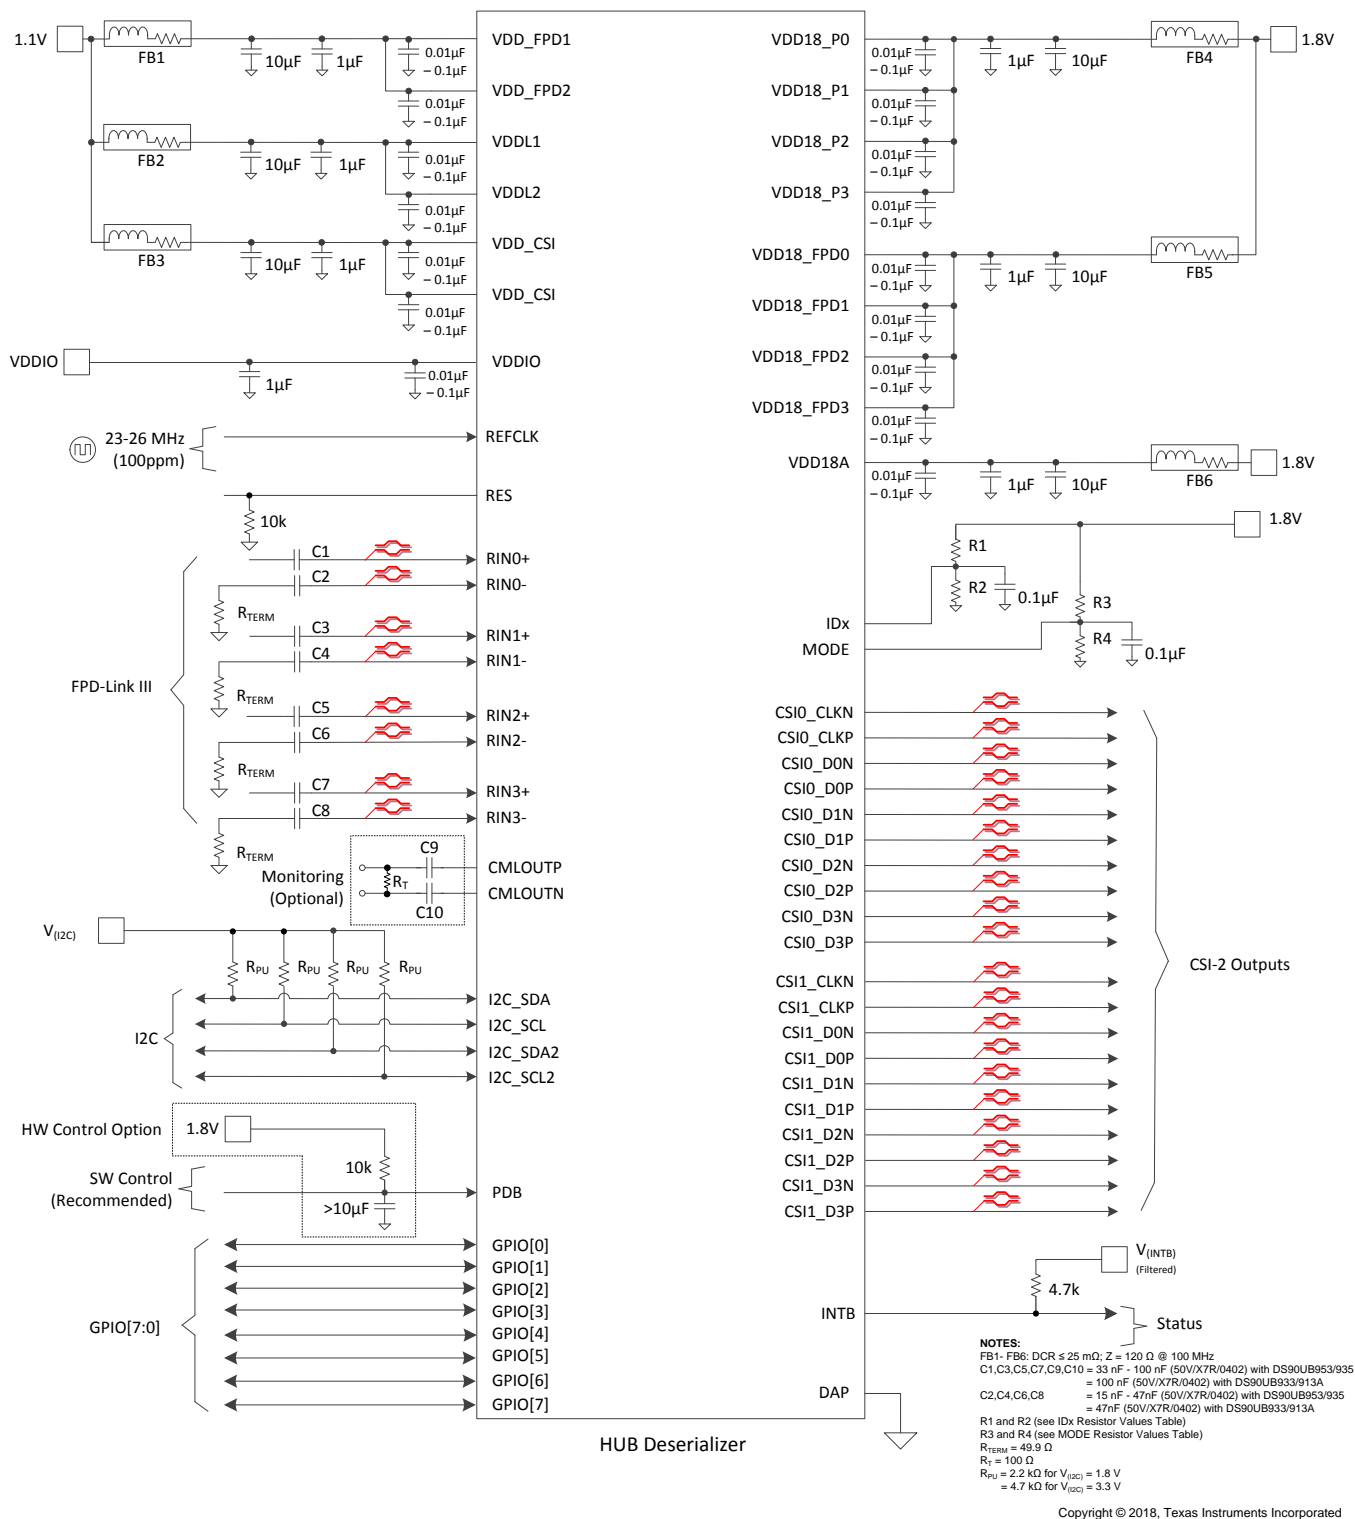 1.1V
FB1
10µF
1µF
0.01µF
– 0.1µF
VDD_FPD1
0.01µF
– 0.1µF
VDD_FPD2
FB2
10µF
1µF
0.01µF
– 0.1µF
VDDL1
0.01µF
– 0.1µF
VDDL2
FB3
10µF
1µF
0.01µF
– 0.1µF
VDD_CSI
0.01µF
– 0.1µF
VDD_CSI
VDDIO
1µF
0.01µF
– 0.1µF
VDDIO
23-26 MHz
(100ppm)
REFCLK
RES
10k
FPD-Link III
C1
RIN0+
C2
RIN0-
RTERM
C3
RIN1+
C4
RIN1-
RTERM
C5
RIN2+
C6
RIN2-
RTERM
C7
RIN3+
C8
RIN3-
RTERM
Monitoring
(Optional)
C9
RT
C10
CMLOUTP
CMLOUTN
V(I2C)
RPU
RPU
RPU
RPU
I2C
I2C_SDA
I2C_SCL
I2C_SDA2
I2C_SCL2
HW Control Option
1.8V
10k
SW Control
(Recommended)
>10µF
PDB
GPIO[7:0]
GPIO[0]
GPIO[1]
GPIO[2]
GPIO[3]
GPIO[4]
GPIO[5]
GPIO[6]
GPIO[7]
HUB Deserializer
VDD18_P0
0.01µF
– 0.1µF
1µF
10µF
FB4
1.8V
VDD18_P1
0.01µF
– 0.1µF
VDD18_P2
0.01µF
– 0.1µF
VDD18_P3
0.01µF
– 0.1µF
VDD18_FPD0
0.01µF
– 0.1µF
1µF
10µF
FB5
VDD18_FPD1
0.01µF
– 0.1µF
VDD18_FPD2
0.01µF
– 0.1µF
VDD18_FPD3
0.01µF
– 0.1µF
VDD18A
0.01µF
– 0.1µF
1µF
10µF
FB6
1.8V
1.8V
R1
R2
0.1µF
R3
R4
0.1µF
IDx
MODE
CSI0_CLKN
CSI0_CLKP
CSI0_D0N
CSI0_D0P
CSI0_D1N
CSI0_D1P
CSI0_D2N
CSI0_D2P
CSI0_D3N
CSI0_D3P
CSI1_CLKN
CSI1_CLKP
CSI1_D0N
CSI1_D0P
CSI1_D1N
CSI1_D1P
CSI1_D2N
CSI1_D2P
CSI1_D3N
CSI1_D3P
CSI-2 Outputs
V(INTB)
(Filtered)
4.7k
INTB
Status
DAP
NOTES:
FB1- FB6: DCR ≤ 25 mΩ; Z = 120 Ω @ 100 MHz
C1,C3,C5,C7,C9,C10 = 33 nF - 100 nF (50V/X7R/0402) with DS90UB953/935
= 100 nF (50V/X7R/0402) with DS90UB933/913A
C2,C4,C6,C8 = 15 nF - 47nF (50V/X7R/0402) with DS90UB953/935
= 47nF (50V/X7R/0402) with DS90UB933/913A
R1 and R2 (see IDx Resistor Values Table)
R3 and R4 (see MODE Resistor Values Table)
RTERM = 49.9 Ω
RT = 100 Ω
RPU = 2.2 kΩ for V(I2C) = 1.8 V
= 4.7 kΩ for V(I2C) = 3.3 V
Copyright © 2018, Texas Instruments Incorporated